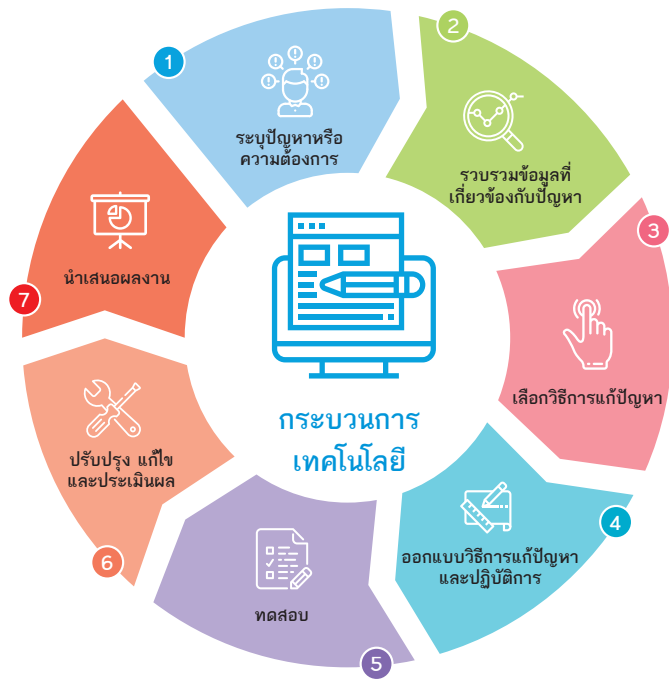 1
ระบุปัญหาหรือ
ความต้องการ
2
รวบรวมข้อมูลที่
เกี่ยวข้องกับปัญหา
3
เลือกวิธีการแก้ปัญหา
4
ออกแบบวิธีการแก้ปัญหา
และปฏิบัติการ
5
ทดสอบ
6
ปรับปรุง แก้ไข
และประเมินผล
7
นำเสนอผลงาน
กระบวนการ
เทคโนโลยี